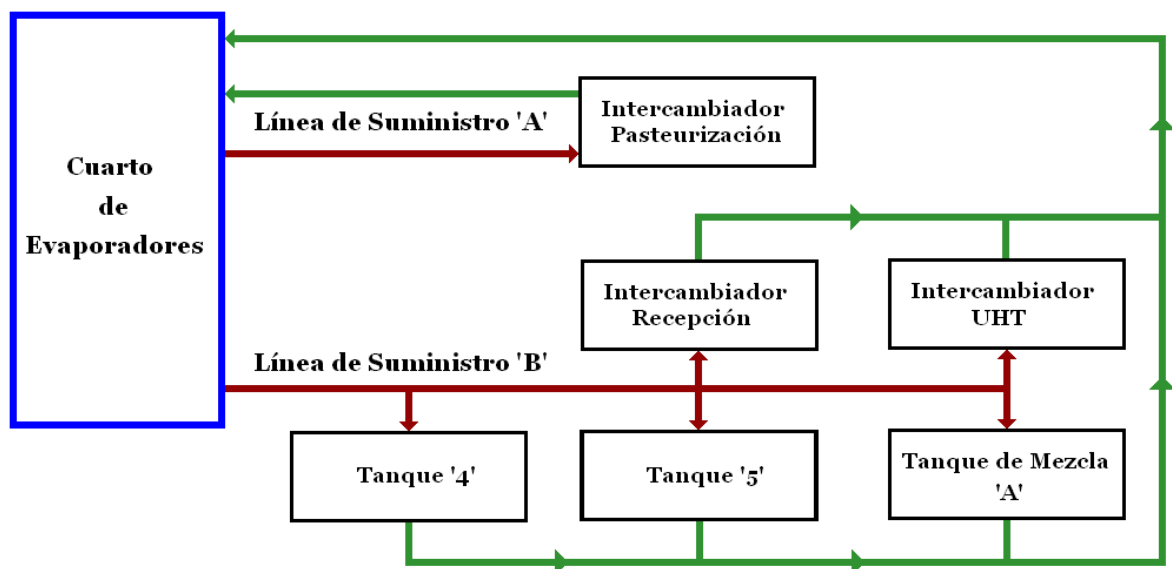 Cuarto
de
Evaporadores
Línea de Suministro 'A'
Intercambiador
Pasteurización
Intercambiador
Recepción
Intercambiador
UHT
Línea de Suministro 'B'
Tanque '4'
Tanque '5'
Tanque de Mezcla
'A'